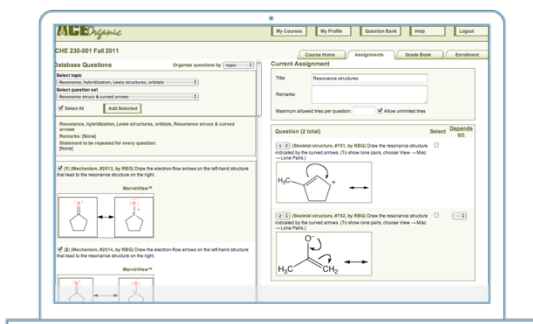 ACE Organic
My Courses
My Profile
Question Bank
Help
Logout
CHE 230-001 Fall 2011
Course Home
Assignments
Grade Book
Enrollment
Database Questions
Organize questions by
topic
Select topic
Resonance, hybridization, Lewis structures, orbitals
Select question set
Resonance strucs & curved arrows
Select All
Add Selected
Resonance, hybridization, Lewis structures, orbitals, Resonance strucs & curved
arrows
Remarks: [None]
Statement to be repeated for every question:
[None]
(1) (Mechanism, #2313, by RBG) Draw the electron-flow arrows on the left-hand structure
that lead to the resonance structure on the right.
MarvinView™
(2) (Mechanism, #2314, by RBG) Draw the electron-flow arrows on the left-hand structure
that lead to the resonance structure on the right.
MarvinView™
Current Assignment
Title:
Resonance structures
Remarks:
Maximum allowed tries per question:
Allow unlimited tries
Question (2 total)
Select
Depends
on
1 (Skeletal structure, #751, by RBG) Draw the resonance structure
indicated by the curved arrows. (To show lone pairs, choose View → Misc
→ Lone Pairs.)
H3C
+
2 (Skeletal structure, #752, by RBG) Draw the resonance structure
indicated by the curved arrows. (To show lone pairs, choose View → Misc
→ Lone Pairs.)
O−
H3C
CH2